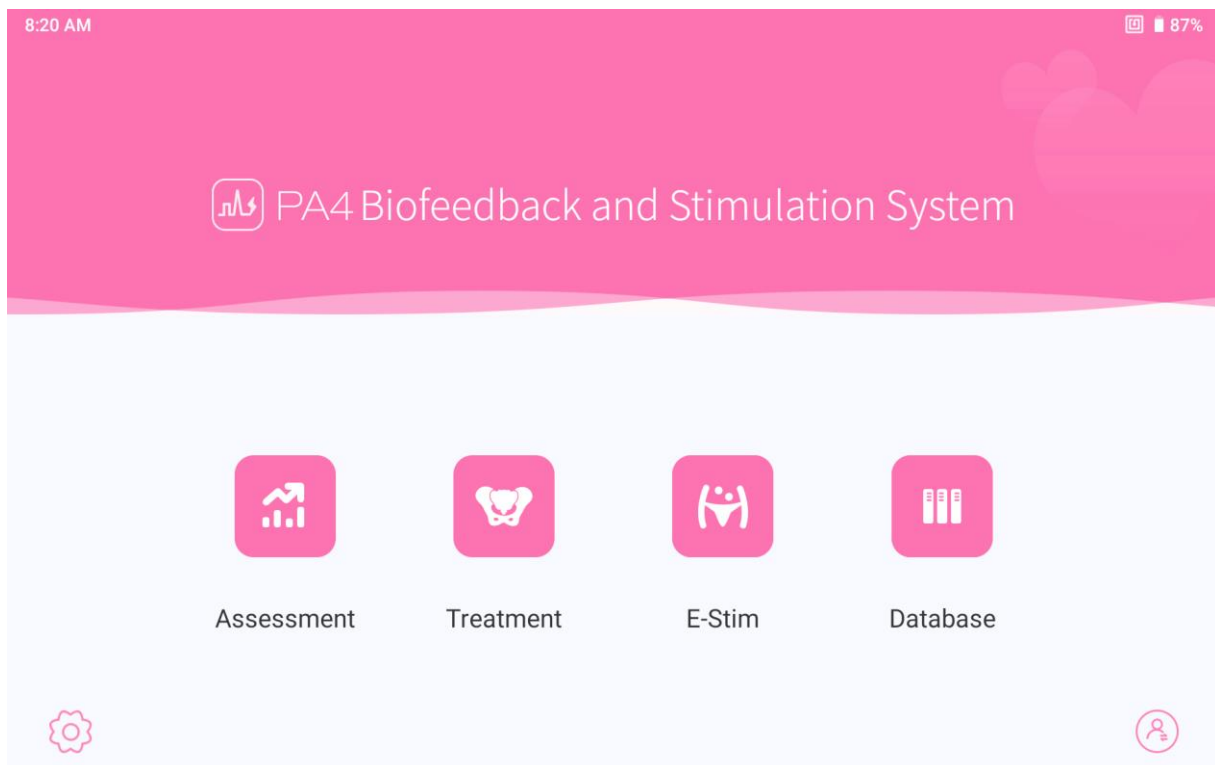 8:20 AM
87%
PA4 Biofeedback and Stimulation System
Assessment
Treatment
E-Stim
Database